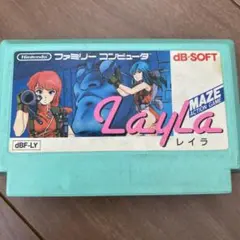 Nintendo
ファミリー コンピュータ
dB-SOFT
Layla
MAZE
ACTION GAME
レイラ
dBF-LY